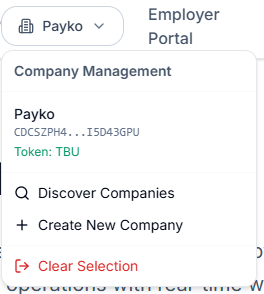 Payko
Employer
Portal
Company Management
Payko
CDCSZPH4...I5D43GPU
Token: TBU
Discover Companies
Create New Company
Clear Selection
operations with real-time w